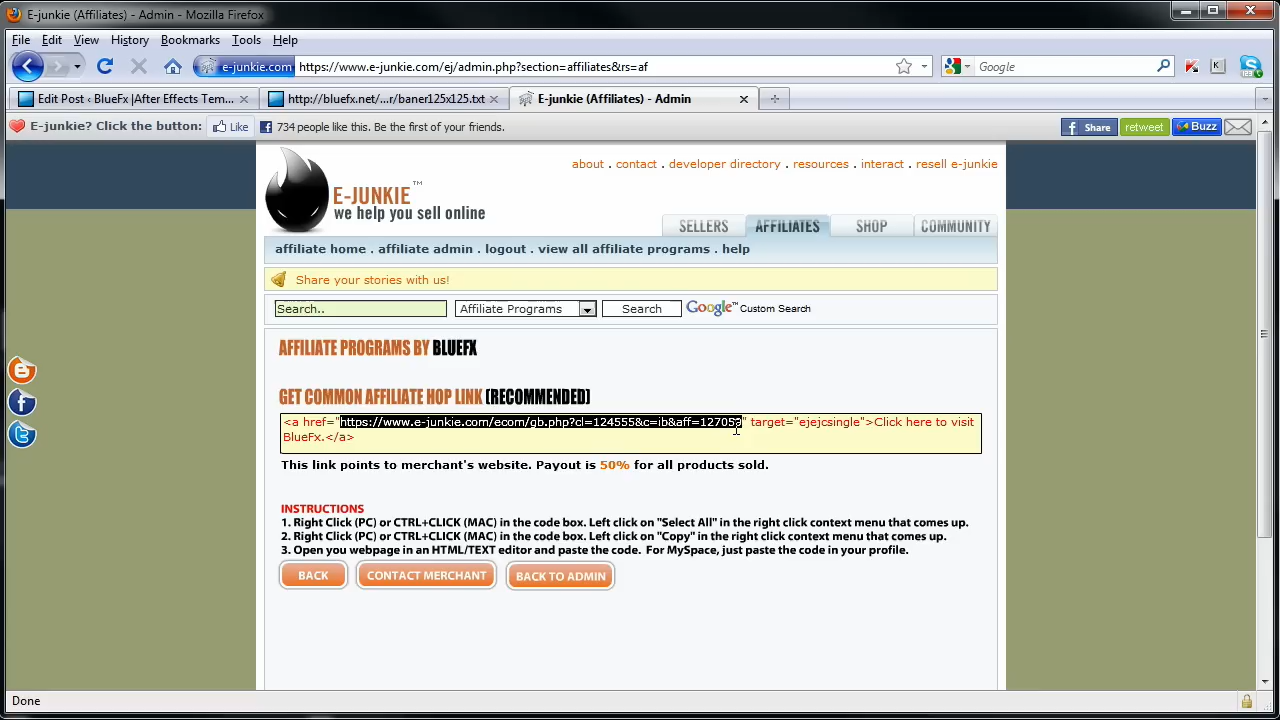 E-junkie (Affiliates) - Admin - Mozilla Firefox
File Edit View History Bookmarks Tools Help
e-junkie.com https://www.e-junkie.com/ej/admin.php?section=affiliates&rs=af Google
Edit Post ‹ BlueFx |After Effects Tem... http://bluefx.net/...r/baner125x125.txt E-junkie (Affiliates) - Admin
E-junkie? Click the button: Like 734 people like this. Be the first of your friends. Share retweet Buzz
about . contact . developer directory . resources . interact . resell e-junkie
E-JUNKIE™
we help you sell online
SELLERS AFFILIATES SHOP COMMUNITY
affiliate home . affiliate admin . logout . view all affiliate programs . help
Share your stories with us!
Search.. Affiliate Programs Search Google™ Custom Search
AFFILIATE PROGRAMS BY BLUEFX
GET COMMON AFFILIATE HOP LINK (RECOMMENDED)
<a href="https://www.e-junkie.com/ecom/gb.php?cl=124555&c=ib&aff=12705" target="ejejcsingle">Click here to visit
BlueFx.</a>
This link points to merchant's website. Payout is 50% for all products sold.
INSTRUCTIONS
1. Right Click (PC) or CTRL+CLICK (MAC) in the code box. Left click on "Select All" in the right click context menu that comes up.
2. Right Click (PC) or CTRL+CLICK (MAC) in the code box. Left click on "Copy" in the right click context menu that comes up.
3. Open you webpage in an HTML/TEXT editor and paste the code. For MySpace, just paste the code in your profile.
BACK CONTACT MERCHANT BACK TO ADMIN
Done